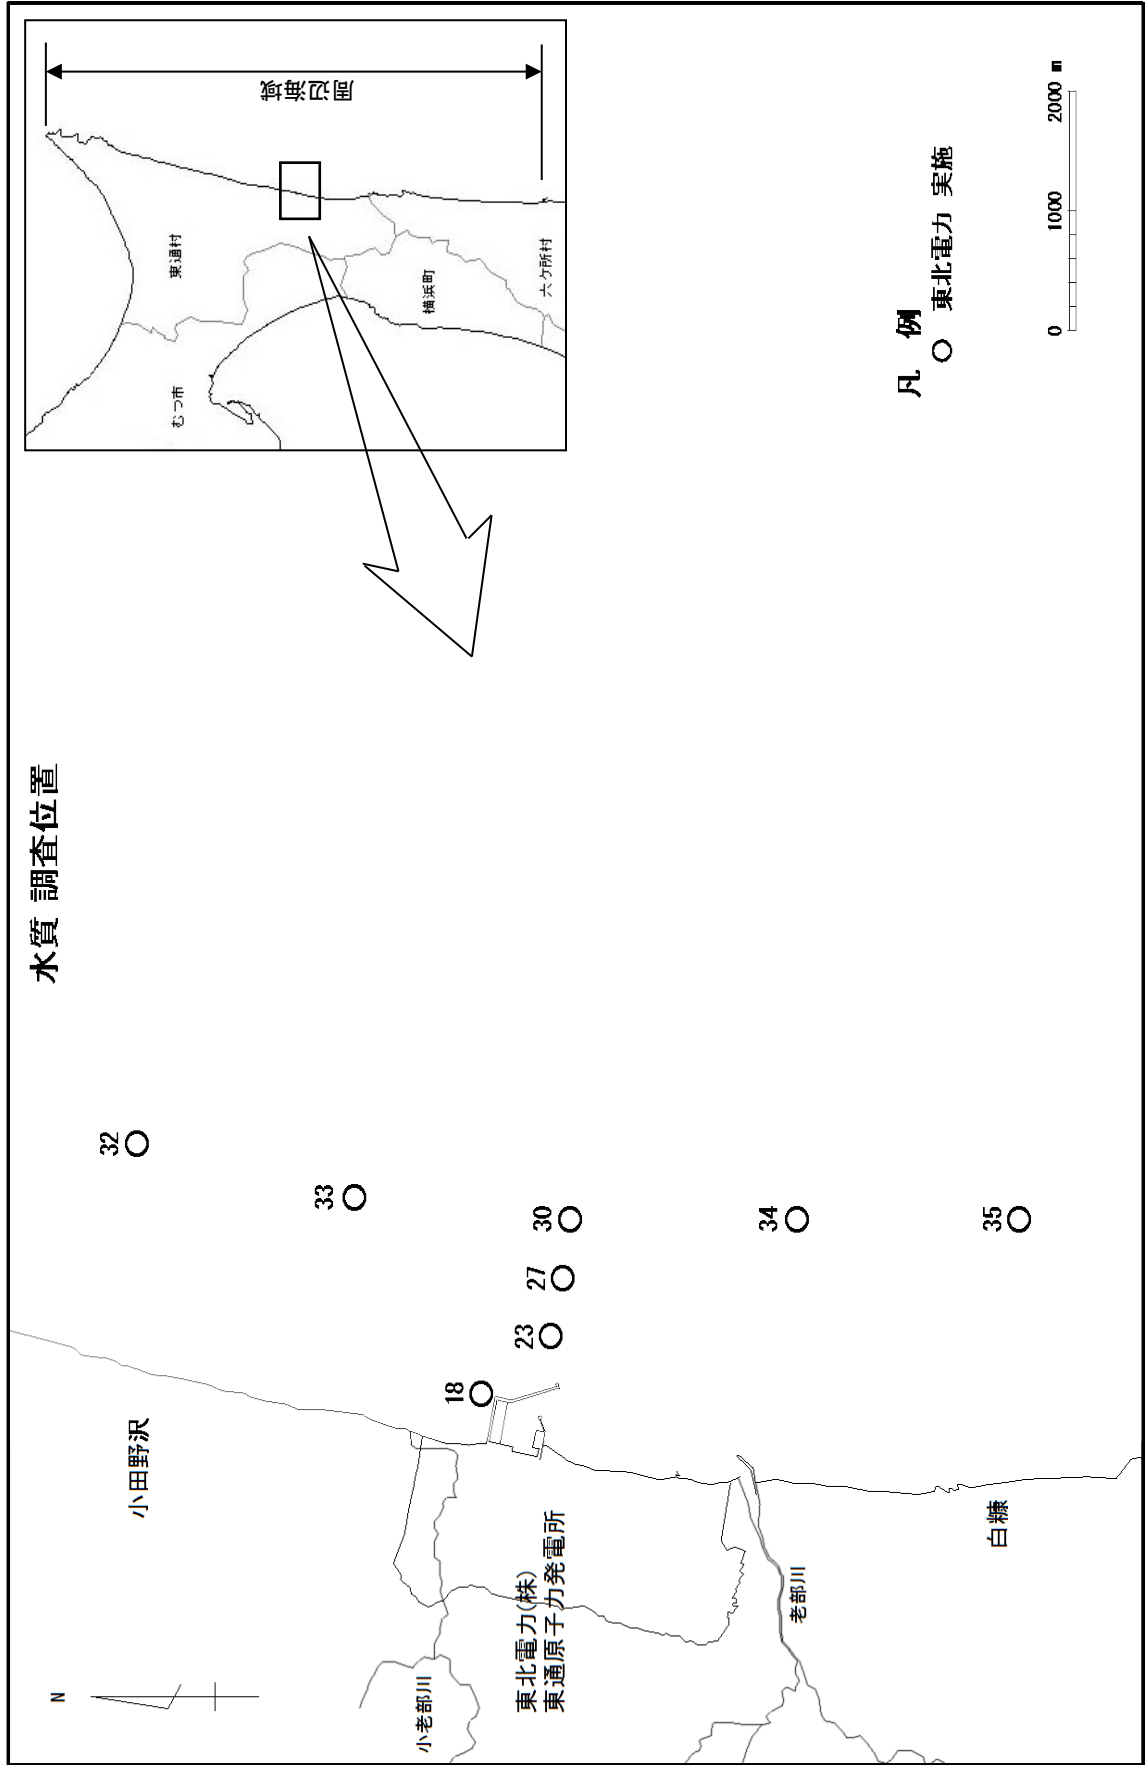 水質 調査位置
周辺海域
東通村
むつ市
横浜町
六ケ所村
N
小田野沢
小老部川
東北電力(株)
東通原子力発電所
老部川
白糠
32
33
18
23
27
30
34
35
凡 例
○ 東北電力 実施
0 1000 2000 m